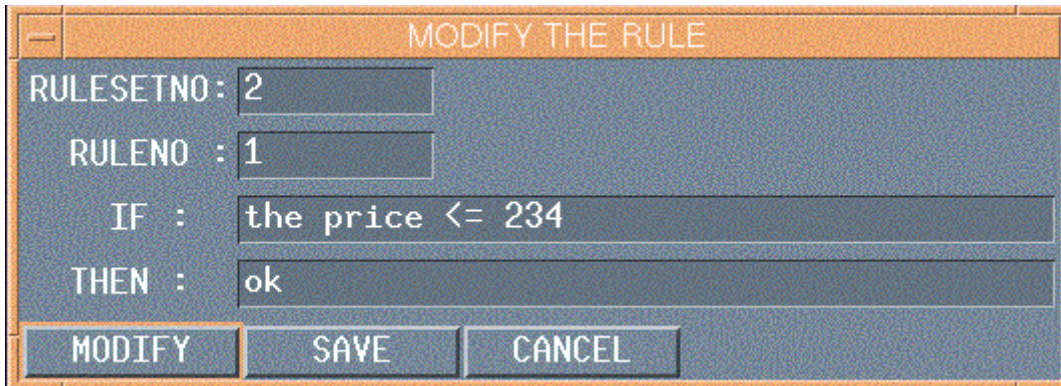 MODIFY THE RULE
RULESETNO: 2
RULENO : 1
IF : the price <= 234
THEN : ok
MODIFY SAVE CANCEL